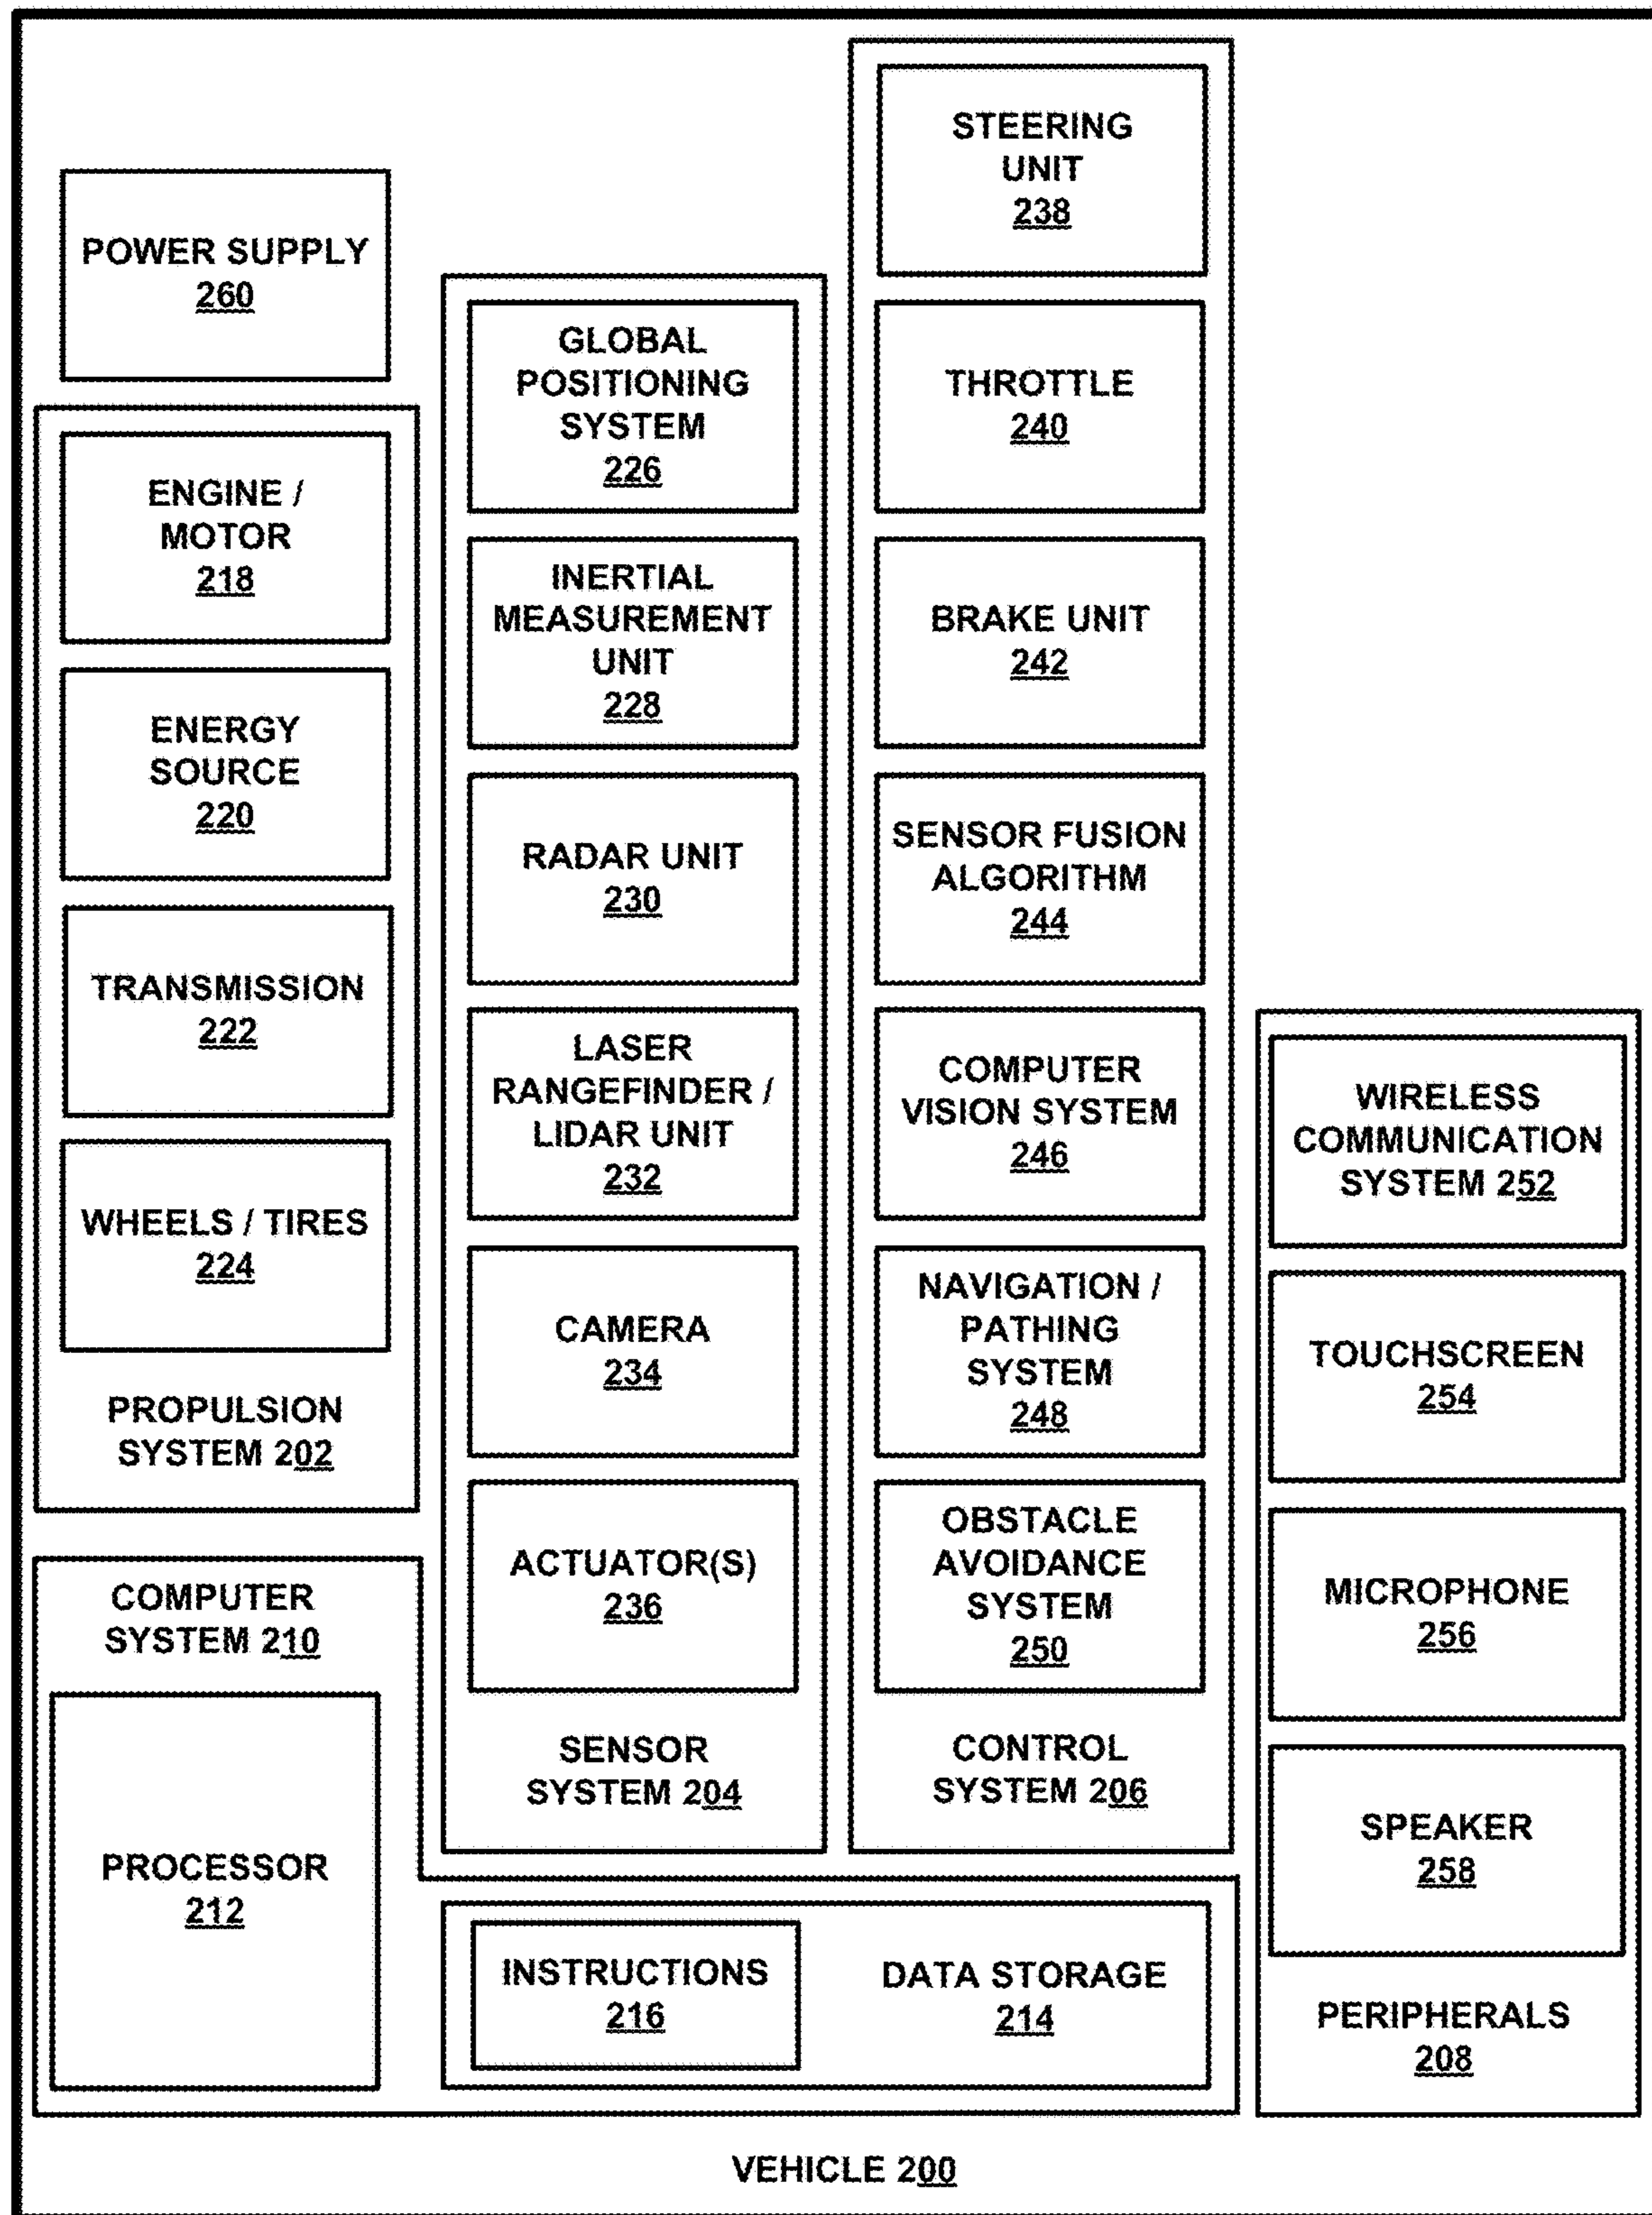 POWER SUPPLY
260
ENGINE /
MOTOR
218
ENERGY
SOURCE
220
TRANSMISSION
222
WHEELS / TIRES
224
PROPULSION
SYSTEM 202
COMPUTER
SYSTEM 210
PROCESSOR
212
GLOBAL
POSITIONING
SYSTEM
226
INERTIAL
MEASUREMENT
UNIT
228
RADAR UNIT
230
LASER
RANGEFINDER /
LIDAR UNIT
232
CAMERA
234
ACTUATOR(S)
236
SENSOR
SYSTEM 204
INSTRUCTIONS
216
DATA STORAGE
214
STEERING
UNIT
238
THROTTLE
240
BRAKE UNIT
242
SENSOR FUSION
ALGORITHM
244
COMPUTER
VISION SYSTEM
246
NAVIGATION /
PATHING
SYSTEM
248
OBSTACLE
AVOIDANCE
SYSTEM
250
CONTROL
SYSTEM 206
WIRELESS
COMMUNICATION
SYSTEM 252
TOUCHSCREEN
254
MICROPHONE
256
SPEAKER
258
PERIPHERALS
208
VEHICLE 200